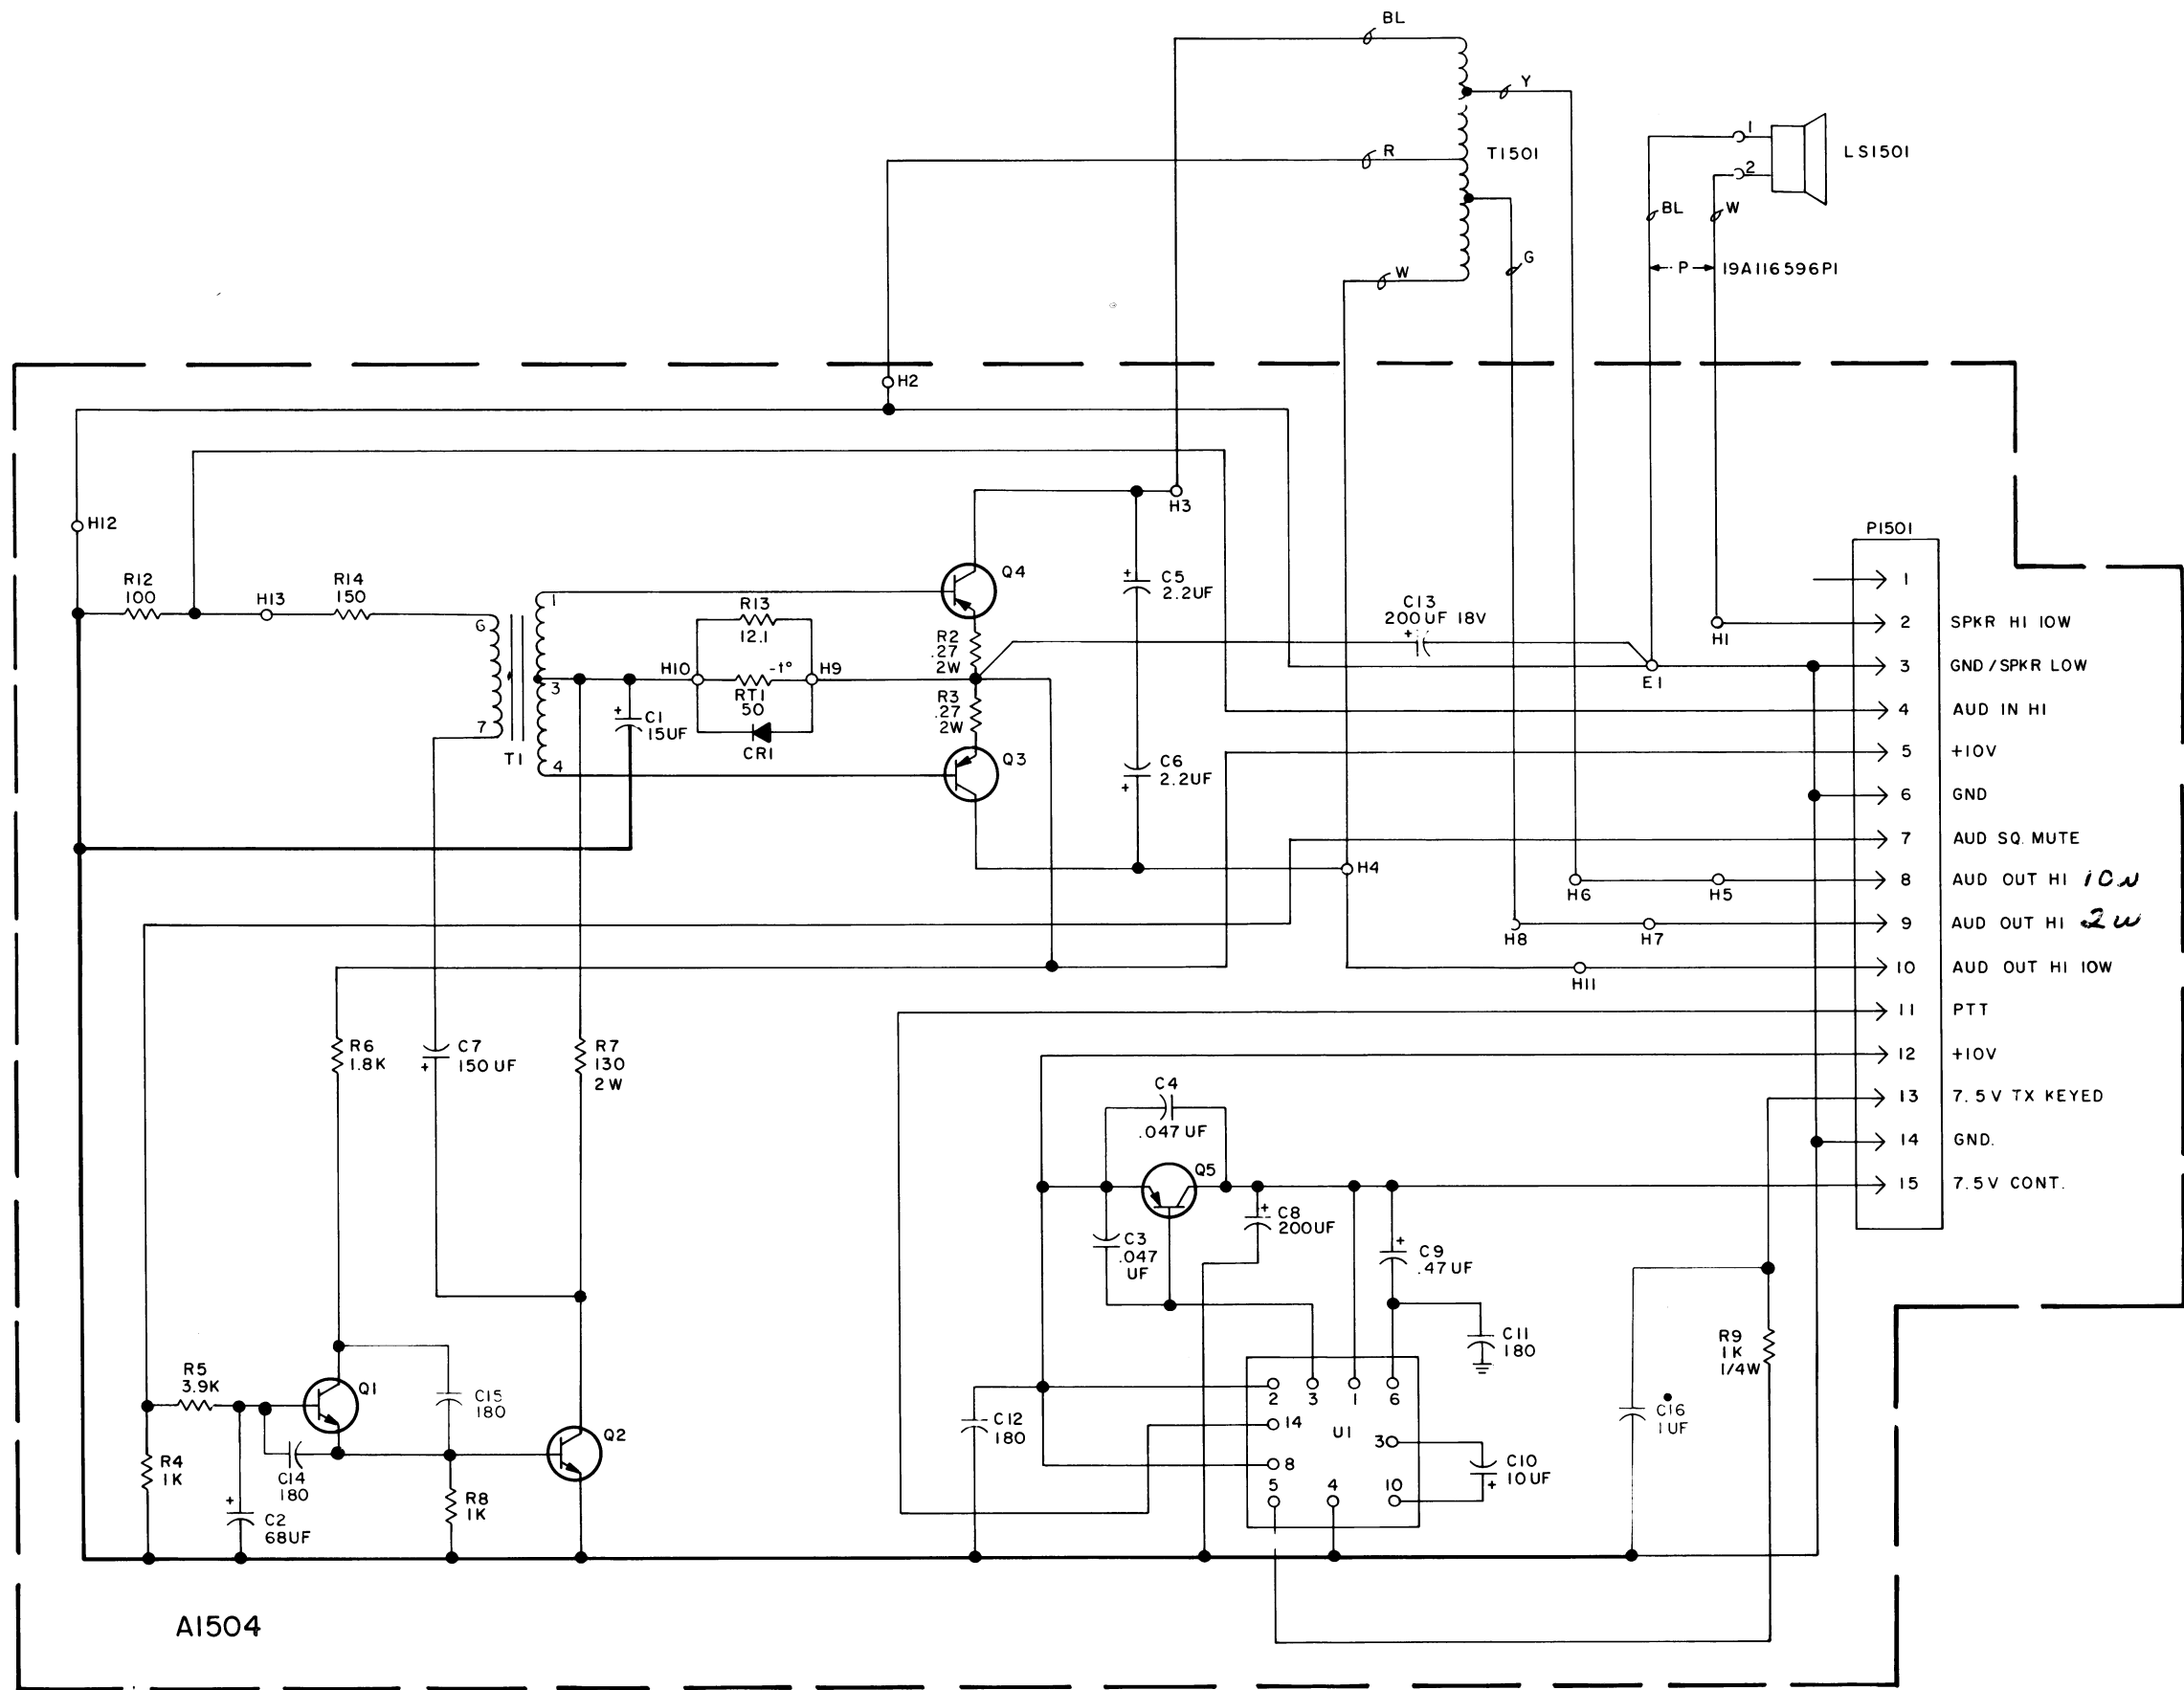 BL
Y
R
T1501
1
2
LS1501
BL
W
G
W
P
19A116596P1
H2
H3
H12
P1501
R12
100
H13
R14
150
6
7
T1
1
3
4
R13
12.1
H10
-t°
H9
RT1
50
CR1
C1
15UF
+
Q4
R2
.27
2W
R3
.27
2W
Q3
+
C5
2.2UF
C6
2.2UF
+
C13
200UF 18V
+
H1
E1
1
2 SPKR HI 10W
3 GND/SPKR LOW
4 AUD IN HI
5 +10V
6 GND
7 AUD SQ. MUTE
8 AUD OUT HI 10W
9 AUD OUT HI 2W
10 AUD OUT HI 10W
11 PTT
12 +10V
13 7.5V TX KEYED
14 GND.
15 7.5V CONT.
H4
H6
H5
H8
H7
H11
R6
1.8K
C7
150UF
+
R7
130
2W
C4
.047UF
Q5
C3
.047
UF
+
C8
200UF
+
C9
.47UF
C11
180
R9
1K
1/4W
C16
1UF
R5
3.9K
Q1
C15
180
Q2
R4
1K
C14
180
+
C2
68UF
R8
1K
C12
180
2
3
1
6
14
U1
3
8
5
4
10
C10
10UF
+
A1504